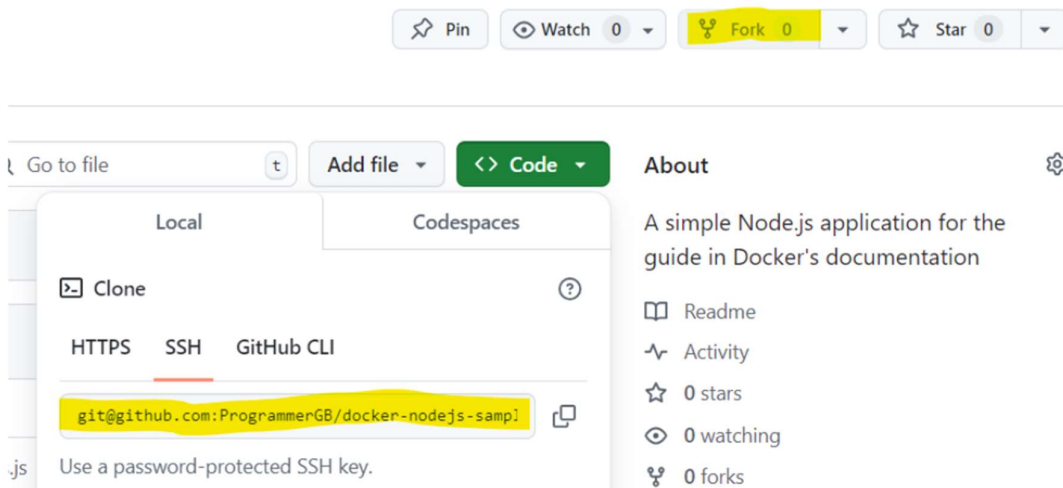 Pin Watch 0 Fork 0 Star 0
Go to file t Add file <> Code
Local Codespaces
Clone
HTTPS SSH GitHub CLI
git@github.com:ProgrammerGB/docker-nodejs-sampl
Use a password-protected SSH key.
.js
About
A simple Node.js application for the
guide in Docker's documentation
Readme
Activity
0 stars
0 watching
0 forks